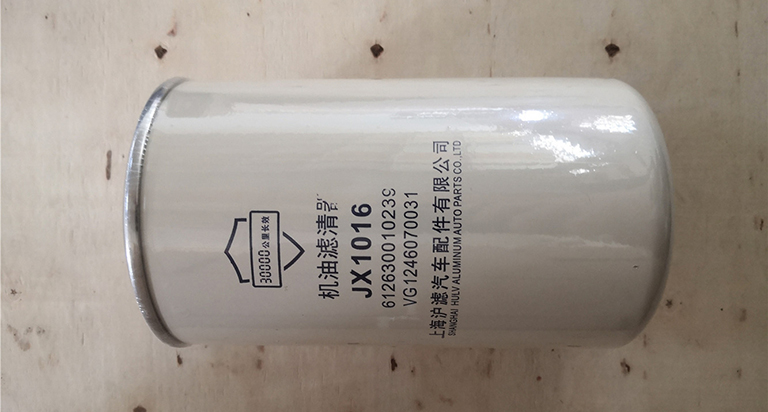 30000公里长效
机油滤清器
JX1016
612630010239
VG1246070031
上海沪滤汽车配件有限公司
SHANGHAI HULV ALUMINUM AUTO PARTS CO.,LTD